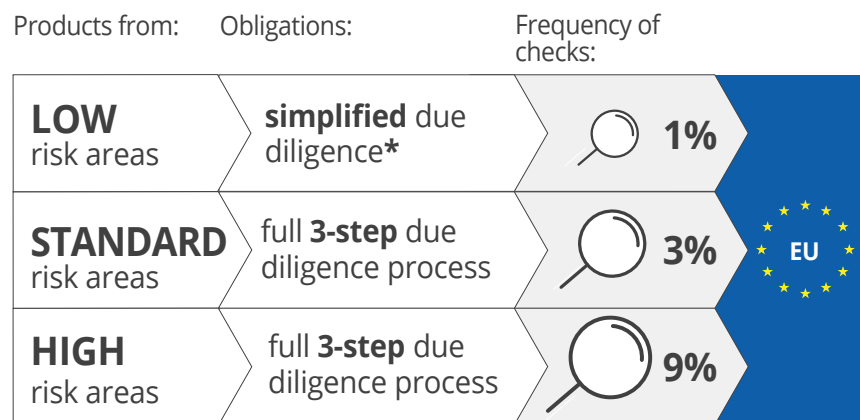 Products from:
Obligations:
Frequency of
checks:
LOW
risk areas
simplified due
diligence*
1%
STANDARD
risk areas
full 3-step due
diligence process
3%
HIGH
risk areas
full 3-step due
diligence process
9%
EU